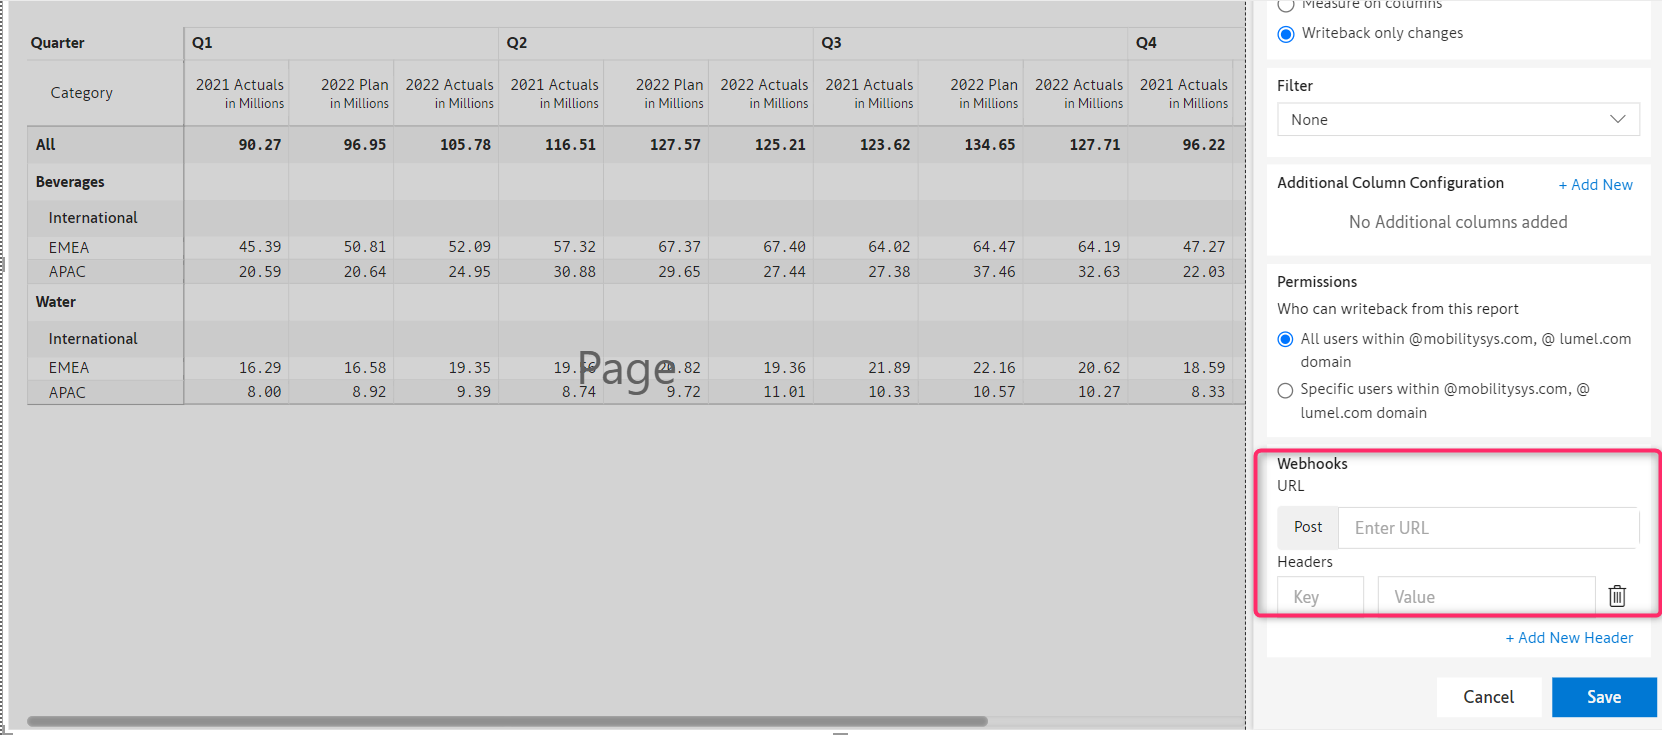 Quarter Q1 Q2 Q3 Q4
Category 2021 Actuals in Millions 2022 Plan in Millions 2022 Actuals in Millions 2021 Actuals in Millions 2022 Plan in Millions 2022 Actuals in Millions 2021 Actuals in Millions 2022 Plan in Millions 2022 Actuals in Millions 2021 Actuals in Millions
All 90.27 96.95 105.78 116.51 127.57 125.21 123.62 134.65 127.71 96.22
Beverages
International
EMEA 45.39 50.81 52.09 57.32 67.37 67.40 64.02 64.47 64.19 47.27
APAC 20.59 20.64 24.95 30.88 29.65 27.44 27.38 37.46 32.63 22.03
Water
International
EMEA 16.29 16.58 19.35 19.36 21.89 22.16 20.62 18.59
APAC 8.00 8.92 9.39 8.74 9.72 11.01 10.33 10.57 10.27 8.33
Page
Measure on columns
Writeback only changes
Filter
None
Additional Column Configuration + Add New
No Additional columns added
Permissions
Who can writeback from this report
All users within @mobilitysys.com, @ lumel.com
domain
Specific users within @mobilitysys.com, @
lumel.com domain
Webhooks
URL
Post Enter URL
Headers
Key Value
+ Add New Header
Cancel Save